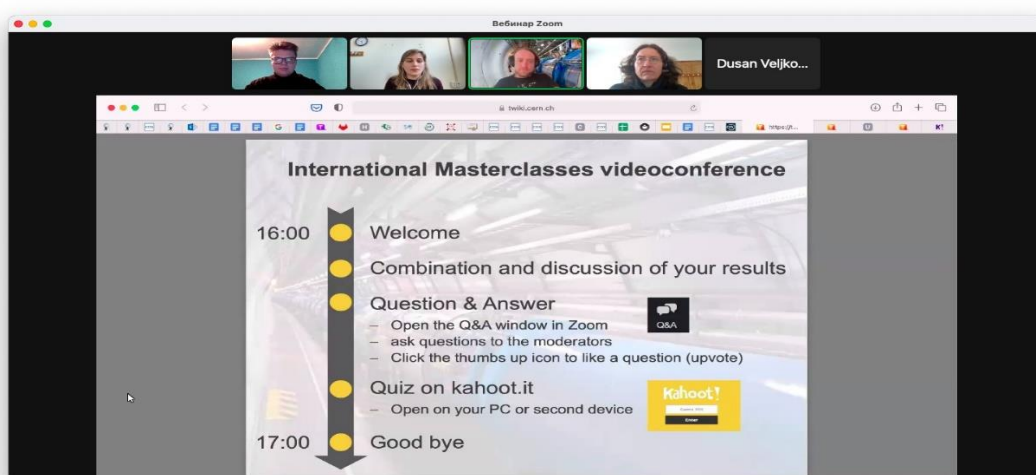 Вебинар Zoom
Dusan Veljko...
twiki.cern.ch
https://t...
International Masterclasses videoconference
16:00 Welcome
Combination and discussion of your results
Question & Answer
– Open the Q&A window in Zoom
– ask questions to the moderators
– Click the thumbs up icon to like a question (upvote)
Q&A
Quiz on kahoot.it
– Open on your PC or second device
Kahoot!
Enter
17:00 Good bye